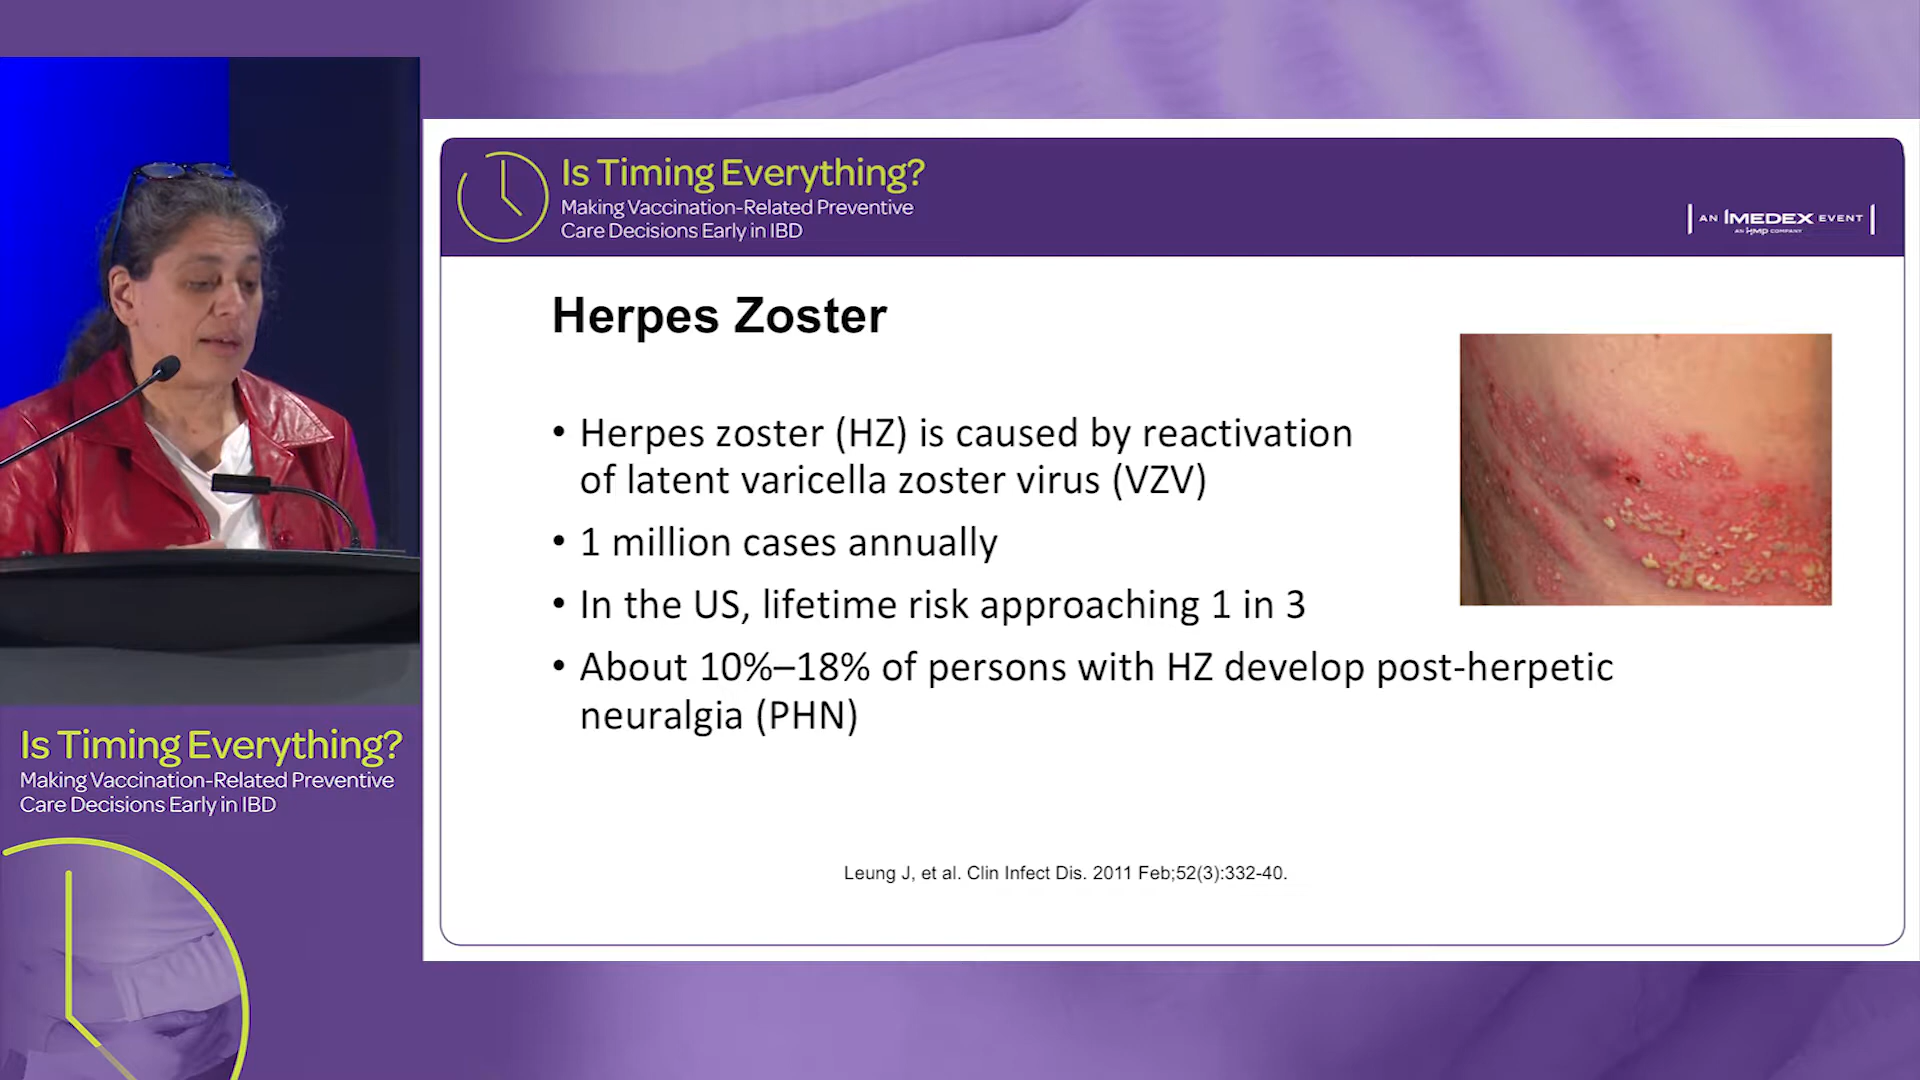 Is Timing Everything?
Making Vaccination-Related Preventive
Care Decisions Early in IBD
AN IMEDEX EVENT
AN HMP COMPANY
Herpes Zoster
• Herpes zoster (HZ) is caused by reactivation
of latent varicella zoster virus (VZV)
• 1 million cases annually
• In the US, lifetime risk approaching 1 in 3
• About 10%–18% of persons with HZ develop post-herpetic
neuralgia (PHN)
Leung J, et al. Clin Infect Dis. 2011 Feb;52(3):332-40.
Is Timing Everything?
Making Vaccination-Related Preventive
Care Decisions Early in IBD